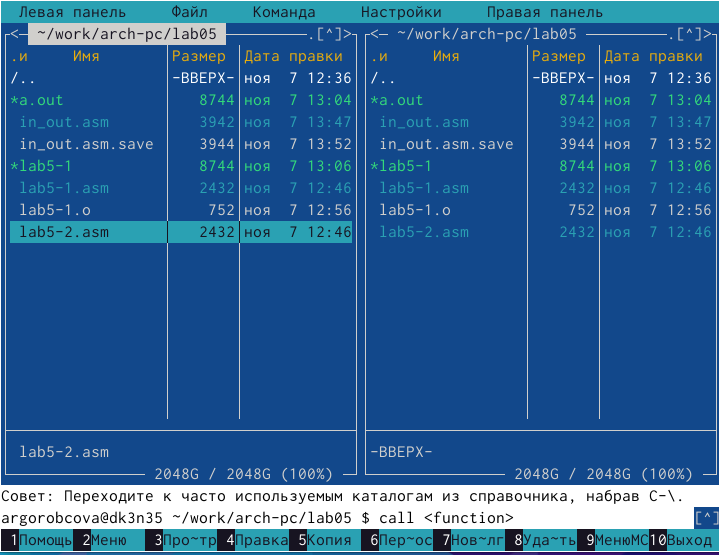 Левая панель Файл Команда Настройки Правая панель
<− ~/work/arch-pc/lab05 .[^]> <− ~/work/arch-pc/lab05 .[^]>
.и Имя Размер Дата правки .и Имя Размер Дата правки
/.. −ВВЕРХ− ноя 7 12:36 /.. −ВВЕРХ− ноя 7 12:36
*a.out 8744 ноя 7 13:04 *a.out 8744 ноя 7 13:04
in_out.asm 3942 ноя 7 13:47 in_out.asm 3942 ноя 7 13:47
in_out.asm.save 3944 ноя 7 13:52 in_out.asm.save 3944 ноя 7 13:52
*lab5-1 8744 ноя 7 13:06 *lab5-1 8744 ноя 7 13:06
lab5-1.asm 2432 ноя 7 12:46 lab5-1.asm 2432 ноя 7 12:46
lab5-1.o 752 ноя 7 12:56 lab5-1.o 752 ноя 7 12:56
lab5-2.asm 2432 ноя 7 12:46 lab5-2.asm 2432 ноя 7 12:46
lab5-2.asm −ВВЕРХ−
2048G / 2048G (100%) 2048G / 2048G (100%)
Совет: Переходите к часто используемым каталогам из справочника, набрав C-\.
argorobcova@dk3n35 ~/work/arch-pc/lab05 $ call <function> [^]
1Помощь 2Меню 3Про~тр 4Правка 5Копия 6Пер~ос 7Нов~лг 8Уда~ть 9МенюMC 10Выход